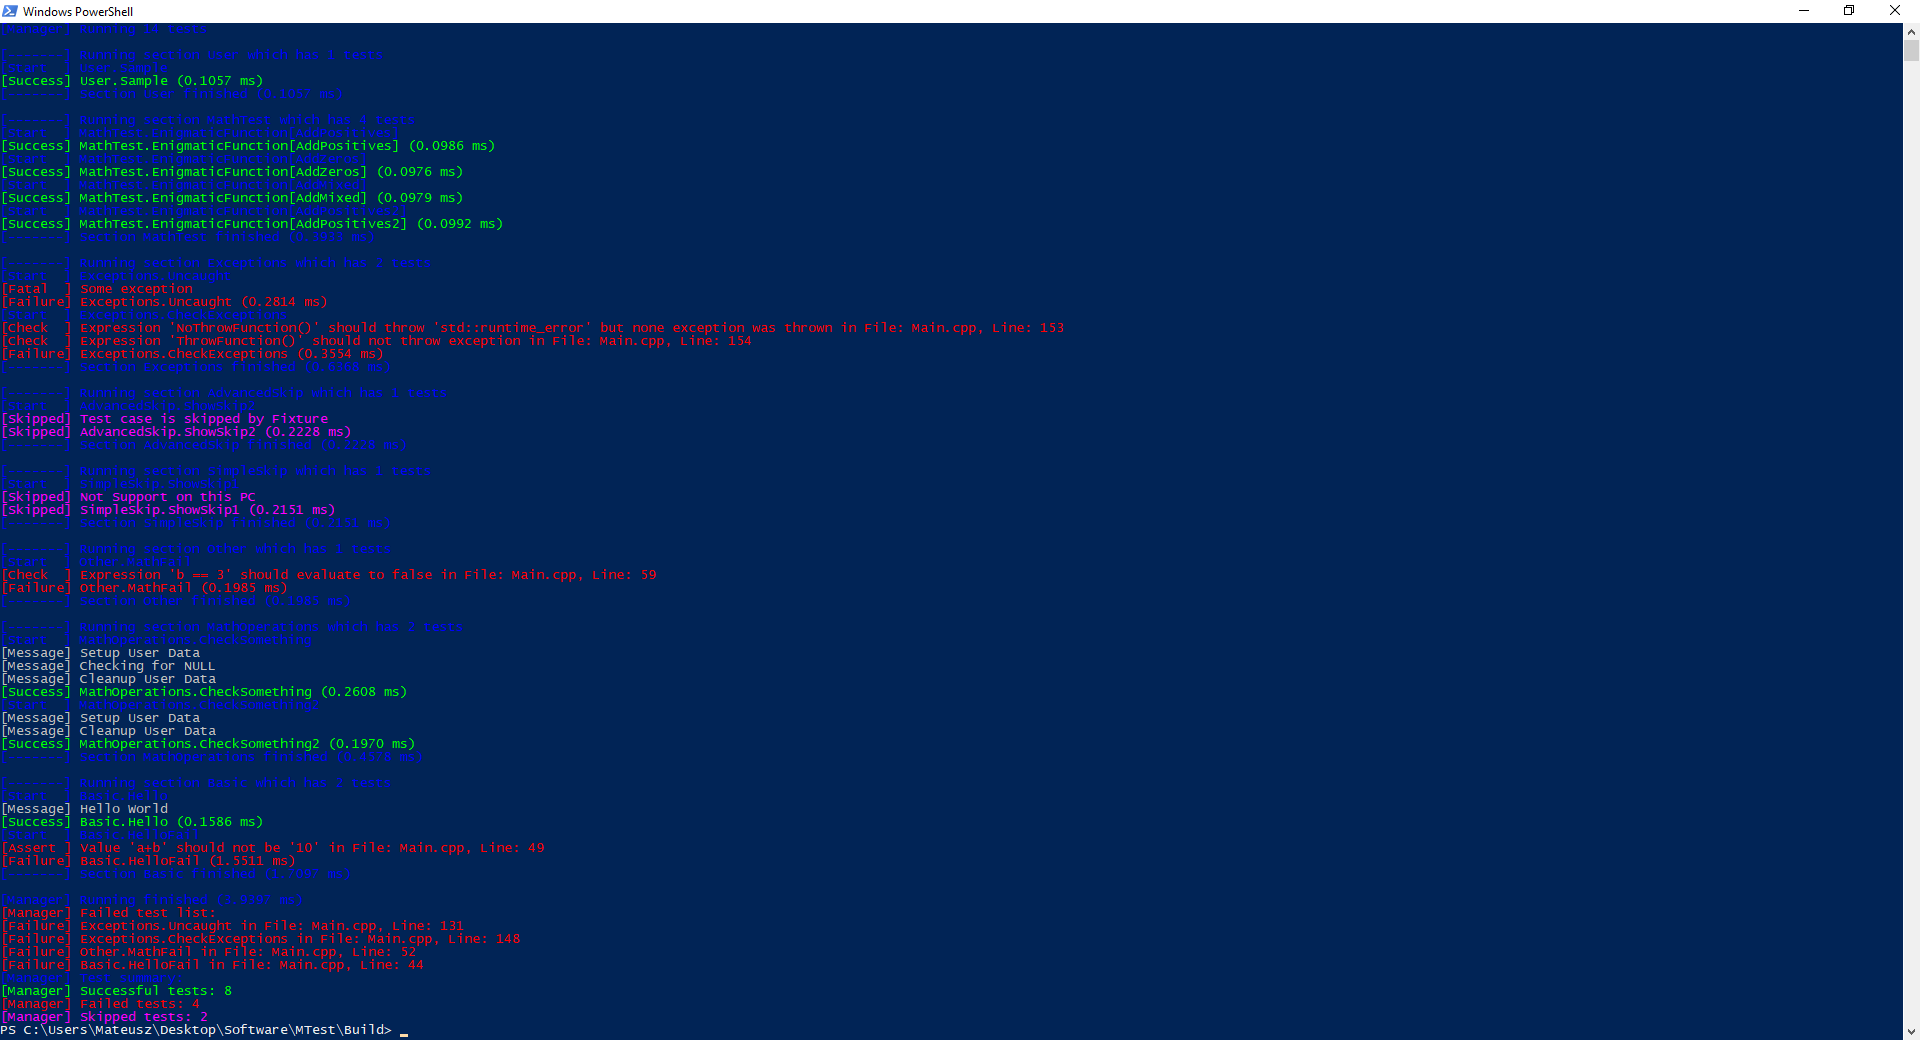 Windows PowerShell
[Manager] Running 14 tests
[-------] Running section User which has 1 tests
[Start  ] User.Sample
[Success] User.Sample (0.1057 ms)
[-------] Section User finished (0.1057 ms)
[-------] Running section MathTest which has 4 tests
[Start  ] MathTest.EnigmaticFunction[AddPositives]
[Success] MathTest.EnigmaticFunction[AddPositives] (0.0986 ms)
[Start  ] MathTest.EnigmaticFunction[AddZeros]
[Success] MathTest.EnigmaticFunction[AddZeros] (0.0976 ms)
[Start  ] MathTest.EnigmaticFunction[AddMixed]
[Success] MathTest.EnigmaticFunction[AddMixed] (0.0979 ms)
[Start  ] MathTest.EnigmaticFunction[AddPositives2]
[Success] MathTest.EnigmaticFunction[AddPositives2] (0.0992 ms)
[-------] Section MathTest finished
[-------] Running section Exceptions which has 2 tests
[Start  ] Exceptions.Uncaught
[Fatal  ] Some exception
[Failure] Exceptions.Uncaught (0.2814 ms)
[Start  ] Exceptions.CheckExceptions
[Check  ] Expression 'NoThrowFunction()' should throw 'std::runtime_error' but none exception was thrown in File: Main.cpp, Line: 153
[Check  ] Expression 'ThrowFunction()' should not throw exception in File: Main.cpp, Line: 154
[Failure] Exceptions.CheckExceptions (0.3554 ms)
[-------] Section Exceptions finished (0.6368 ms)
[-------] Running section AdvancedSkip which has 1 tests
[Start  ] AdvancedSkip.ShowSkip2
[Skipped] Test case is skipped by Fixture
[Skipped] AdvancedSkip.ShowSkip2 (0.2228 ms)
[-------] Section AdvancedSkip finished (0.2228 ms)
[-------] Running section SimpleSkip which has 1 tests
[Start  ] SimpleSkip.ShowSkip1
[Skipped] Not Support on this PC
[Skipped] SimpleSkip.ShowSkip1 (0.2151 ms)
[-------] Section SimpleSkip finished (0.2151 ms)
[-------] Running section Other which has 1 tests
[Start  ] Other.MathFail
[Check  ] Expression 'b == 3' should evaluate to false in File: Main.cpp, Line: 59
[Failure] Other.MathFail (0.1985 ms)
[-------] Section Other finished (0.1985 ms)
[-------] Running section MathOperations which has 2 tests
[Start  ] MathOperations.CheckSomething
[Message] Setup User Data
[Message] Checking for NULL
[Message] Cleanup User Data
[Success] MathOperations.CheckSomething (0.2608 ms)
[Start  ] MathOperations.CheckSomething2
[Message] Setup User Data
[Message] Cleanup User Data
[Success] MathOperations.CheckSomething2 (0.1970 ms)
[-------] Section MathOperations finished (0.4578 ms)
[-------] Running section Basic which has 2 tests
[Start  ] Basic.Hello
[Message] Hello World
[Success] Basic.Hello (0.1586 ms)
[Start  ] Basic.HelloFail
[Assert ] Value 'a+b' should not be '10' in File: Main.cpp, Line: 49
[Failure] Basic.HelloFail (1.5511 ms)
[-------] Section Basic finished (1.7097 ms)
[Manager] Running finished
[Manager] Failed test list:
[Failure] Exceptions.Uncaught in File: Main.cpp, Line: 131
[Failure] Exceptions.CheckExceptions in File: Main.cpp, Line: 148
[Failure] Other.MathFail in File: Main.cpp, Line: 52
[Failure] Basic.HelloFail in File: Main.cpp, Line: 44
[Manager] Test summary:
[Manager] Successful tests: 8
[Manager] Failed tests: 4
[Manager] Skipped tests: 2
PS C:\Users\Mateusz\Desktop\Software\MTest\Build> _